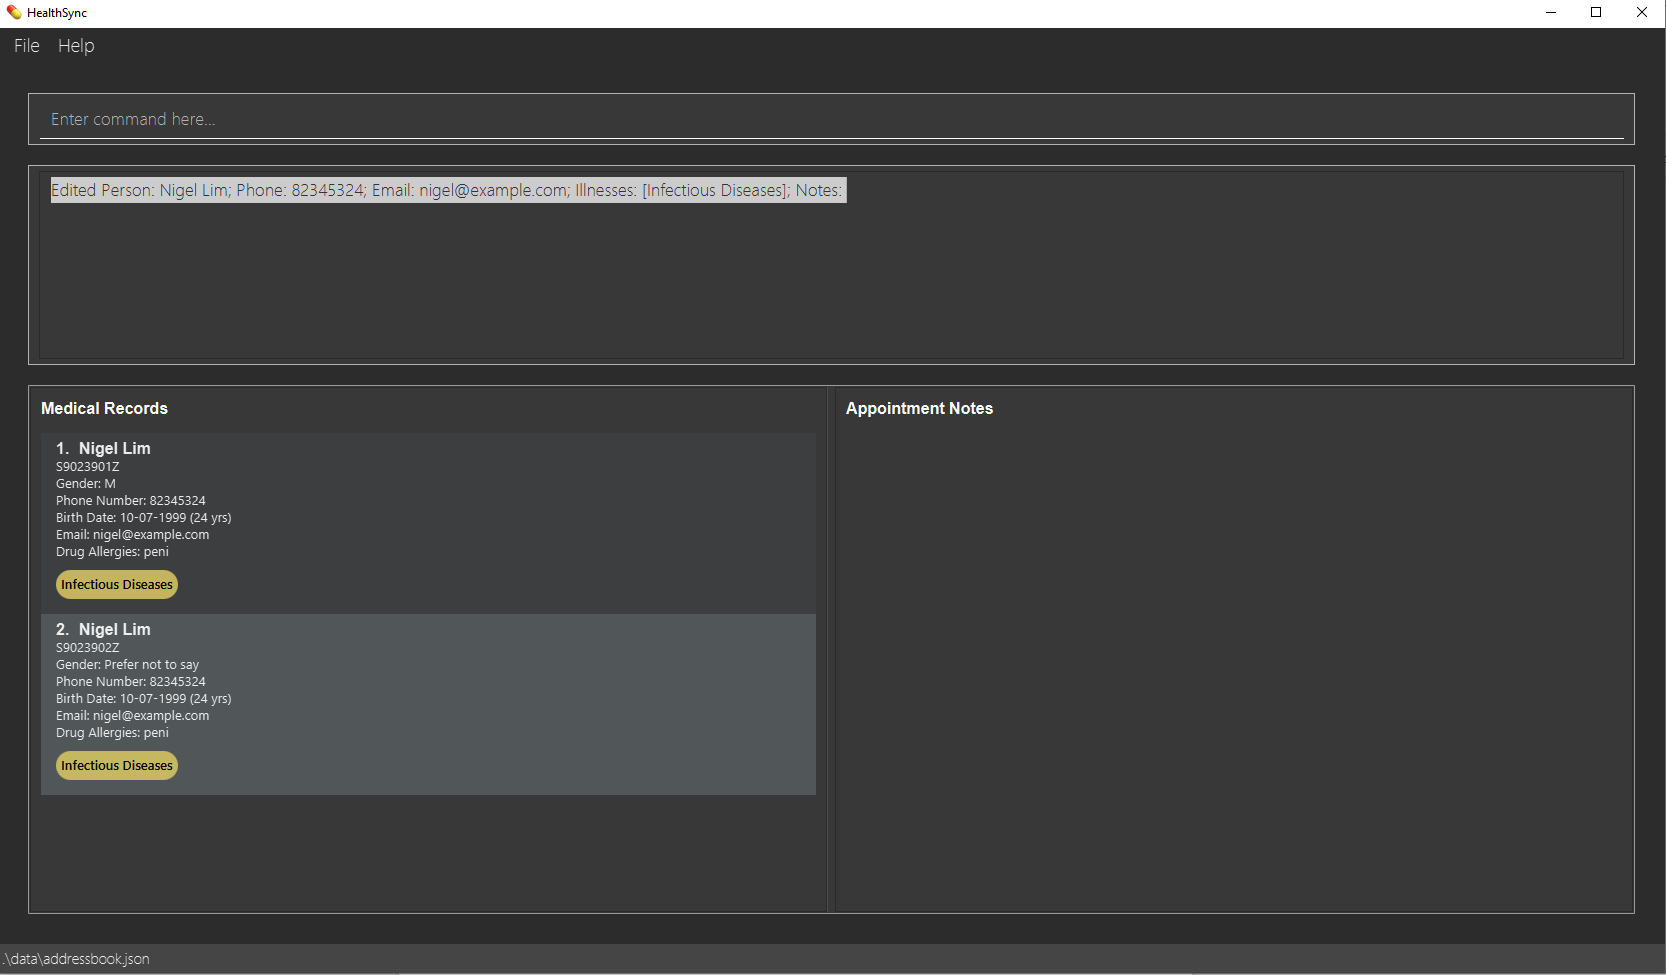 HealthSync
File Help
Enter command here...
Edited Person: Nigel Lim; Phone: 82345324; Email: nigel@example.com; Illnesses: [Infectious Diseases]; Notes:
Medical Records
1. Nigel Lim
S9023901Z
Gender: M
Phone Number: 82345324
Birth Date: 10-07-1999 (24 yrs)
Email: nigel@example.com
Drug Allergies: peni
Infectious Diseases
2. Nigel Lim
S9023902Z
Gender: Prefer not to say
Phone Number: 82345324
Birth Date: 10-07-1999 (24 yrs)
Email: nigel@example.com
Drug Allergies: peni
Infectious Diseases
Appointment Notes
.\data\addressbook.json